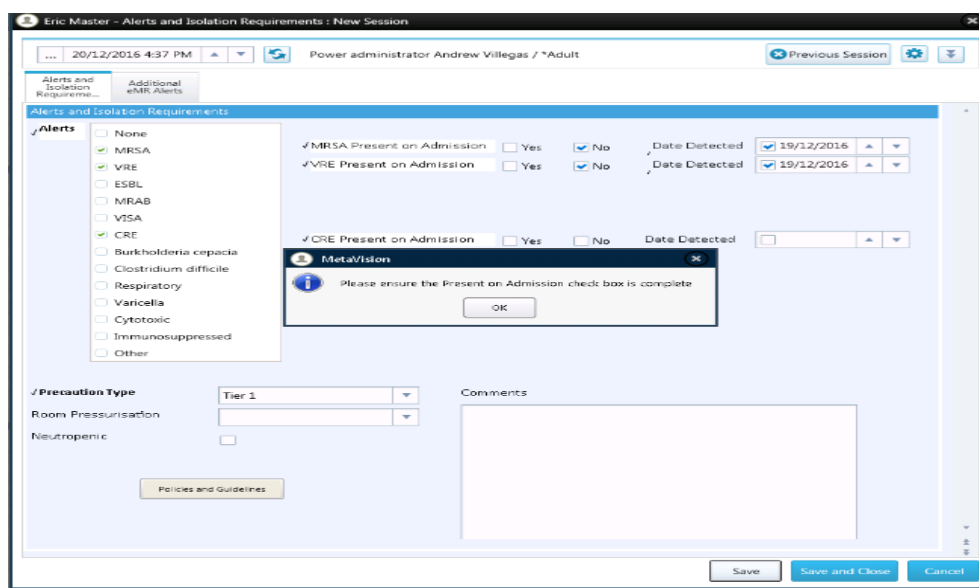 Eric Master - Alerts and Isolation Requirements : New Session
... 20/12/2016 4:37 PM Power administrator Andrew Villegas / *Adult Previous Session
Alerts and Isolation Requireme...
Additional eMR Alerts
Alerts and Isolation Requirements
Alerts
None
MRSA
VRE
ESBL
MRAB
VISA
CRE
Burkholderia cepacia
Clostridium difficile
Respiratory
Varicella
Cytotoxic
Immunosuppressed
Other
MRSA Present on Admission Yes No Date Detected 19/12/2016
VRE Present on Admission Yes No Date Detected 19/12/2016
CRE Present on Admission Yes No Date Detected
MetaVision
Please ensure the Present on Admission check box is complete
OK
Precaution Type Tier 1
Room Pressurisation
Neutropenic
Comments
Policies and Guidelines
Save Save and Close Cancel